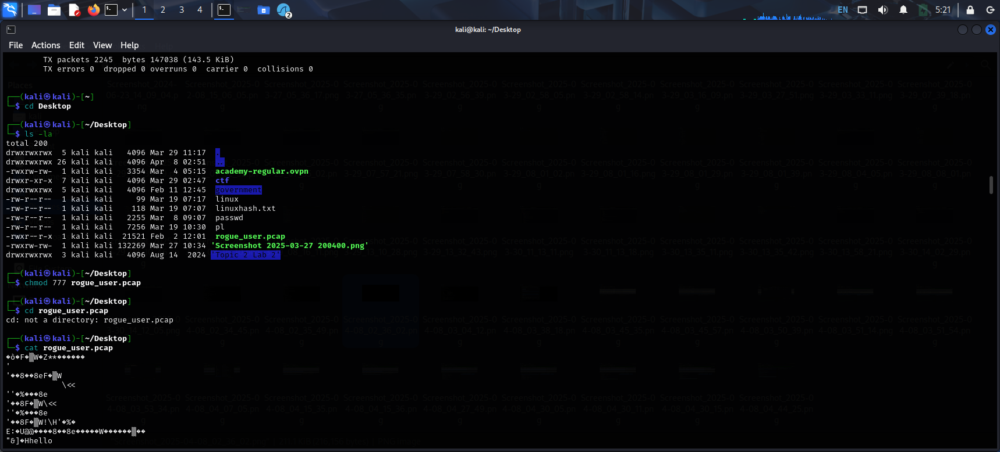 1 2 3 4 2 EN 5:21
kali@kali: ~/Desktop
File Actions Edit View Help
TX packets 2245  bytes 147038 (143.5 KiB)
TX errors 0  dropped 0 overruns 0  carrier 0  collisions 0
┌──(kali㉿kali)-[~]
└─$ cd Desktop
┌──(kali㉿kali)-[~/Desktop]
└─$ ls -la
total 200
drwxrwxrwx  5 kali kali   4096 Mar 29 11:17  .
drwxrwxrwx 26 kali kali   4096 Apr  8 02:51  ..
-rwxrw-rw-  1 kali kali   3354 Mar  4 05:15  academy-regular.ovpn
drwxr-xr-x  7 kali kali   4096 Mar 29 02:47  ctf
drwxrwxrwx  5 kali kali   4096 Feb 11 12:45  government
-rw-r--r--  1 kali kali     99 Mar 19 07:17  linux
-rw-r--r--  1 kali kali    118 Mar 19 07:07  linuxhash.txt
-rw-r--r--  1 kali kali   2255 Mar  8 09:07  passwd
-rw-r--r--  1 kali kali   7256 Mar 19 10:30  pl
-rwxr--r-x  1 kali kali  21521 Feb  2 12:01  rogue_user.pcap
-rwxrw-rw-  1 kali kali 132269 Mar 27 10:34 'Screenshot 2025-03-27 200400.png'
drwxrwxrwx  3 kali kali   4096 Aug 14  2024 'Topic 2 Lab 2'
┌──(kali㉿kali)-[~/Desktop]
└─$ chmod 777 rogue_user.pcap
┌──(kali㉿kali)-[~/Desktop]
└─$ cd rogue_user.pcap
cd: not a directory: rogue_user.pcap
┌──(kali㉿kali)-[~/Desktop]
└─$ cat rogue_user.pcap
�ò�F�▒W�Z**������
'
'��8��8eF�▒W
\<<
''�%���8e
'��8F�▒W\<<
''�%���8e
'��8F�▒W!\H'�%�
E:�U@@����8��8e�����W������▒��
"&]�Hhello